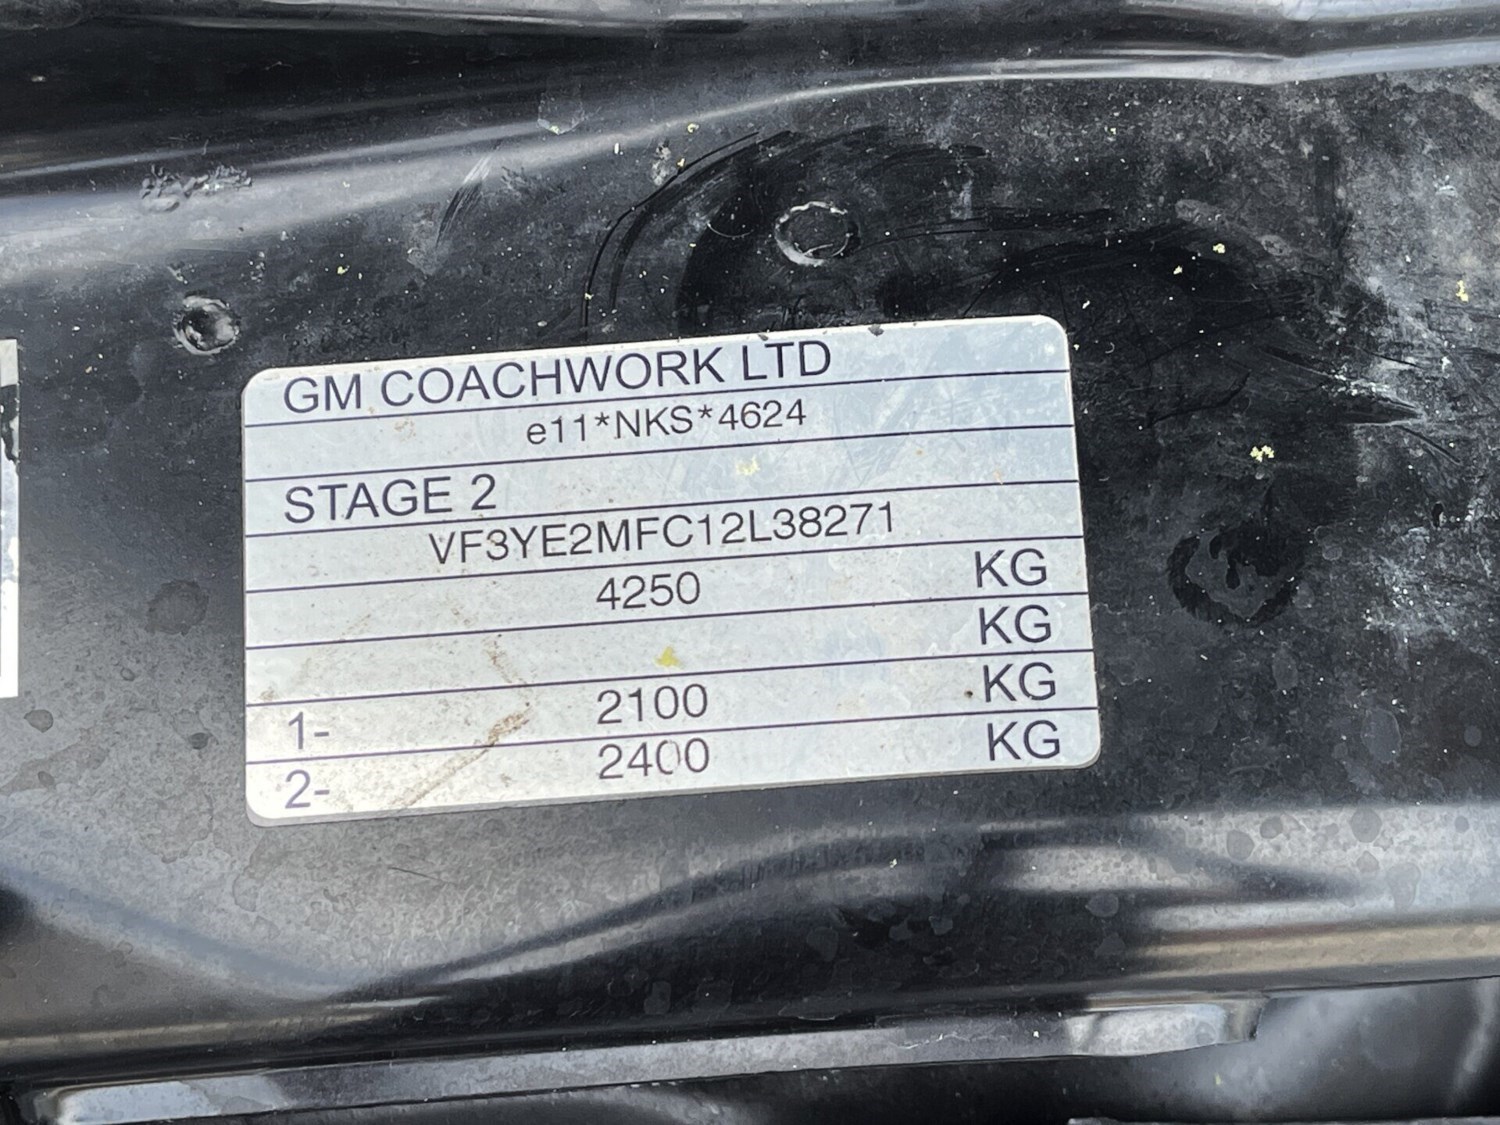 GM COACHWORK LTD
e11*NKS*4624
STAGE 2
VF3YE2MFC12L38271
4250 KG
KG
1- 2100 KG
2- 2400 KG